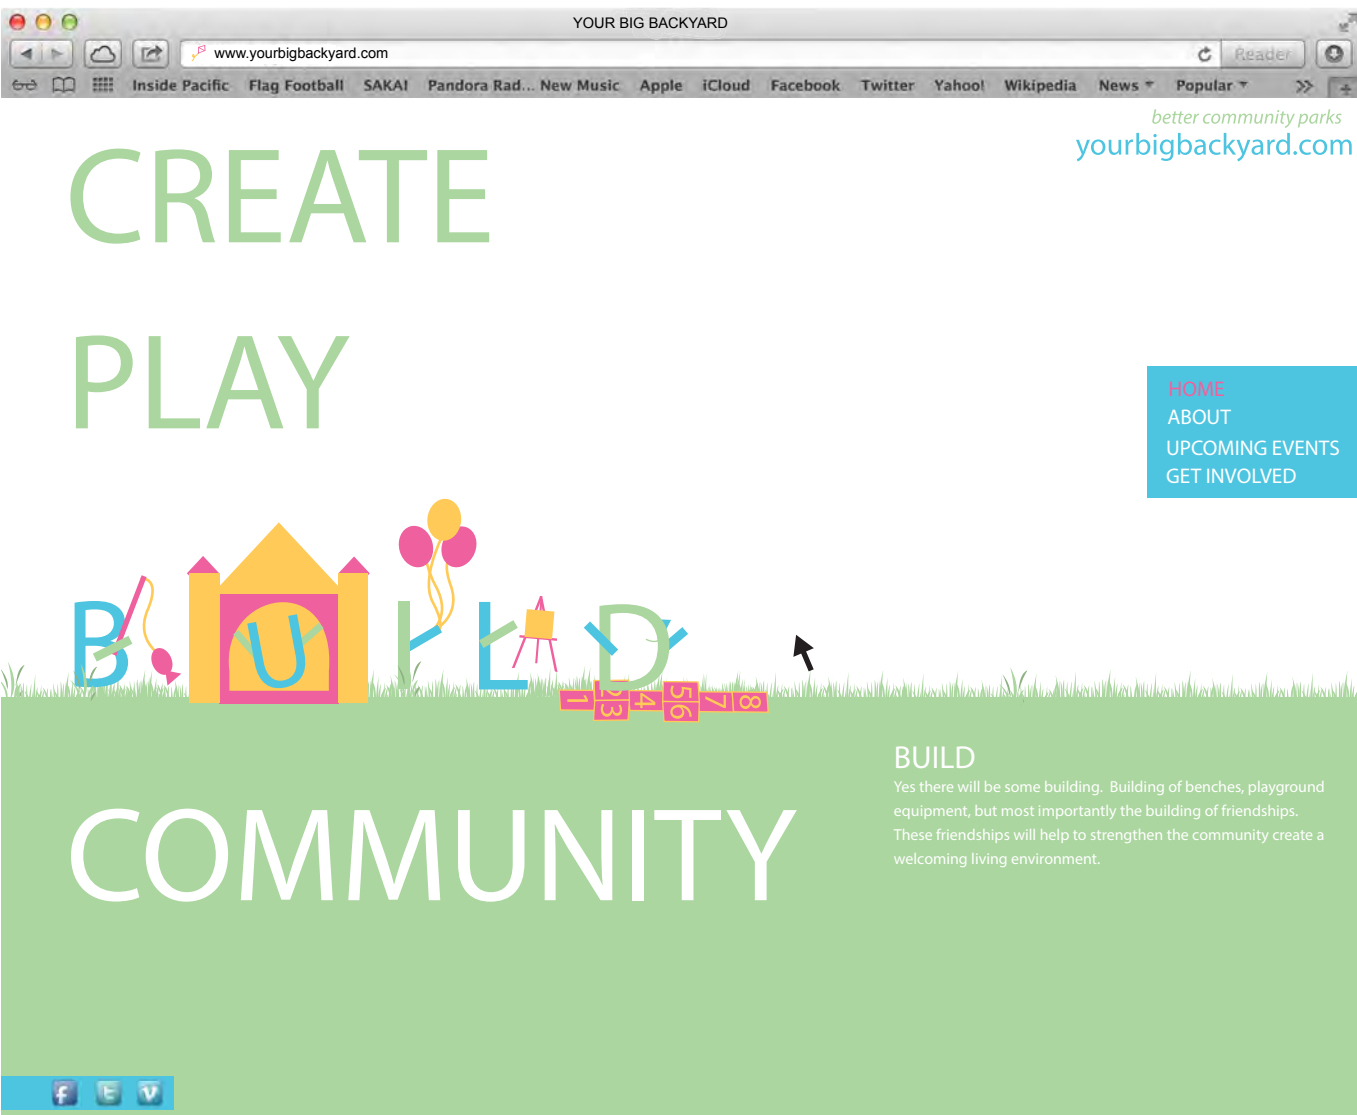 YOUR BIG BACKYARD
www.yourbigbackyard.com
Reader
Inside Pacific Flag Football SAKAI Pandora Rad... New Music Apple iCloud Facebook Twitter Yahoo! Wikipedia News Popular
better community parks
yourbigbackyard.com
CREATE
PLAY
HOME
ABOUT
UPCOMING EVENTS
GET INVOLVED
BUILD
1 2 3 4 5 6 7 8
BUILD
Yes there will be some building. Building of benches, playground
equipment, but most importantly the building of friendships.
These friendships will help to strengthen the community create a
welcoming living environment.
COMMUNITY
f t v